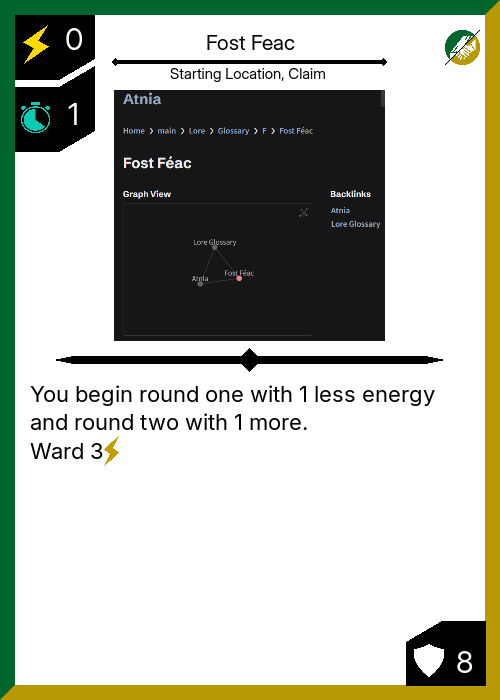 0
Fost Feac
Starting Location, Claim
1
Atnia
Home ❯ main ❯ Lore ❯ Glossary ❯ F ❯ Fost Féac
Fost Féac
Graph View
Backlinks
Atnia
Lore Glossary
Lore Glossary
Fost Féac
Atnia
You begin round one with 1 less energy
and round two with 1 more.
Ward 3
8